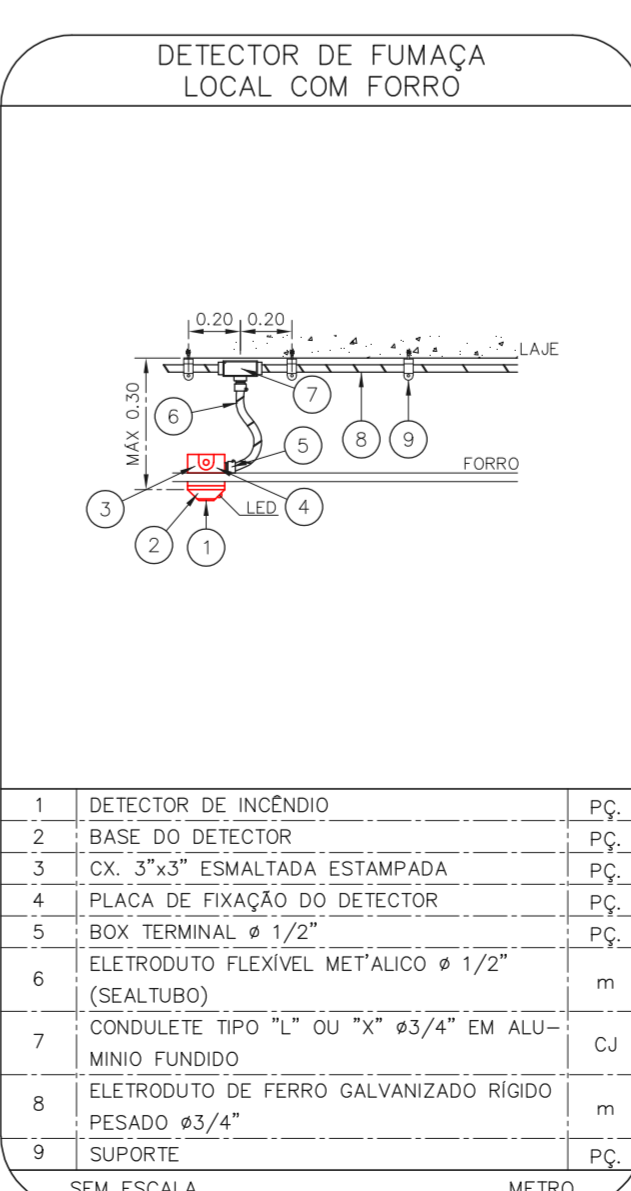 DETECTOR DE FUMAÇA
LOCAL COM FORRO
0.20 0.20
LAJE
MÁX 0.30
7
6
5
8
9
FORRO
3
4
LED
2
1
1 DETECTOR DE INCÊNDIO PÇ.
2 BASE DO DETECTOR PÇ.
3 CX. 3"x3" ESMALTADA ESTAMPADA PÇ.
4 PLACA DE FIXAÇÃO DO DETECTOR PÇ.
5 BOX TERMINAL ø 1/2" PÇ.
6 ELETRODUTO FLEXÍVEL MET'ALICO ø 1/2" m
(SEALTUBO)
7 CONDULETE TIPO "L" OU "X" ø3/4" EM ALU- CJ
MINIO FUNDIDO
8 ELETRODUTO DE FERRO GALVANIZADO RÍGIDO m
PESADO ø3/4"
9 SUPORTE PÇ.
SEM ESCALA METRO